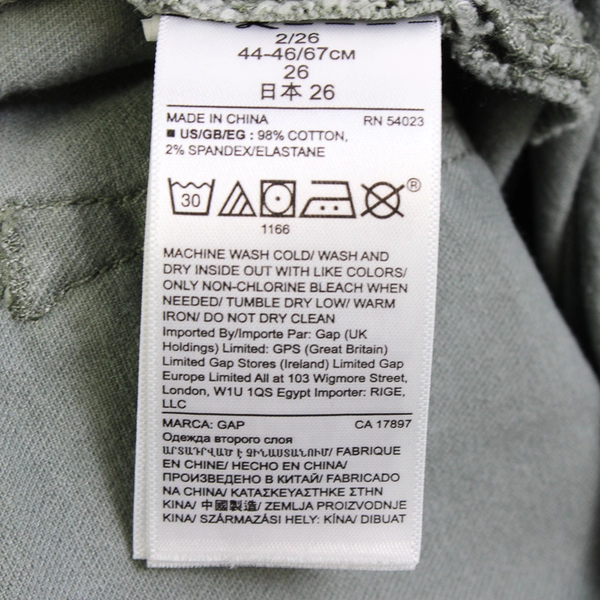 2/26
44-46/67CM
26
日本 26
MADE IN CHINA RN 54023
■ US/GB/EG : 98% COTTON,
2% SPANDEX/ELASTANE
30
®
1166
MACHINE WASH COLD/ WASH AND
DRY INSIDE OUT WITH LIKE COLORS/
ONLY NON-CHLORINE BLEACH WHEN
NEEDED/ TUMBLE DRY LOW/ WARM
IRON/ DO NOT DRY CLEAN
Imported By/Importe Par: Gap (UK
Holdings) Limited: GPS (Great Britain)
Limited Gap Stores (Ireland) Limited Gap
Europe Limited All at 103 Wigmore Street,
London, W1U 1QS Egypt Importer: RIGE,
LLC
MARCA: GAP CA 17897
Одежда второго слоя
ԱՐՏԱԴՐՎԱԾ Է ՉԻՆԱՍՏԱՆՈՒՄ/ FABRIQUE
EN CHINE/ HECHO EN CHINA/
ПРОИЗВЕДЕНО В КИТАЙ/ FABRICADO
NA CHINA/ ΚΑΤΑΣΚΕΥΑΣΤΗΚΕ ΣΤΗΝ
ΚΙΝΑ/ 中國製造/ ZEMLJA PROIZVODNJE
KINA/ SZÁRMAZÁSI HELY: KÍNA/ DIBUAT